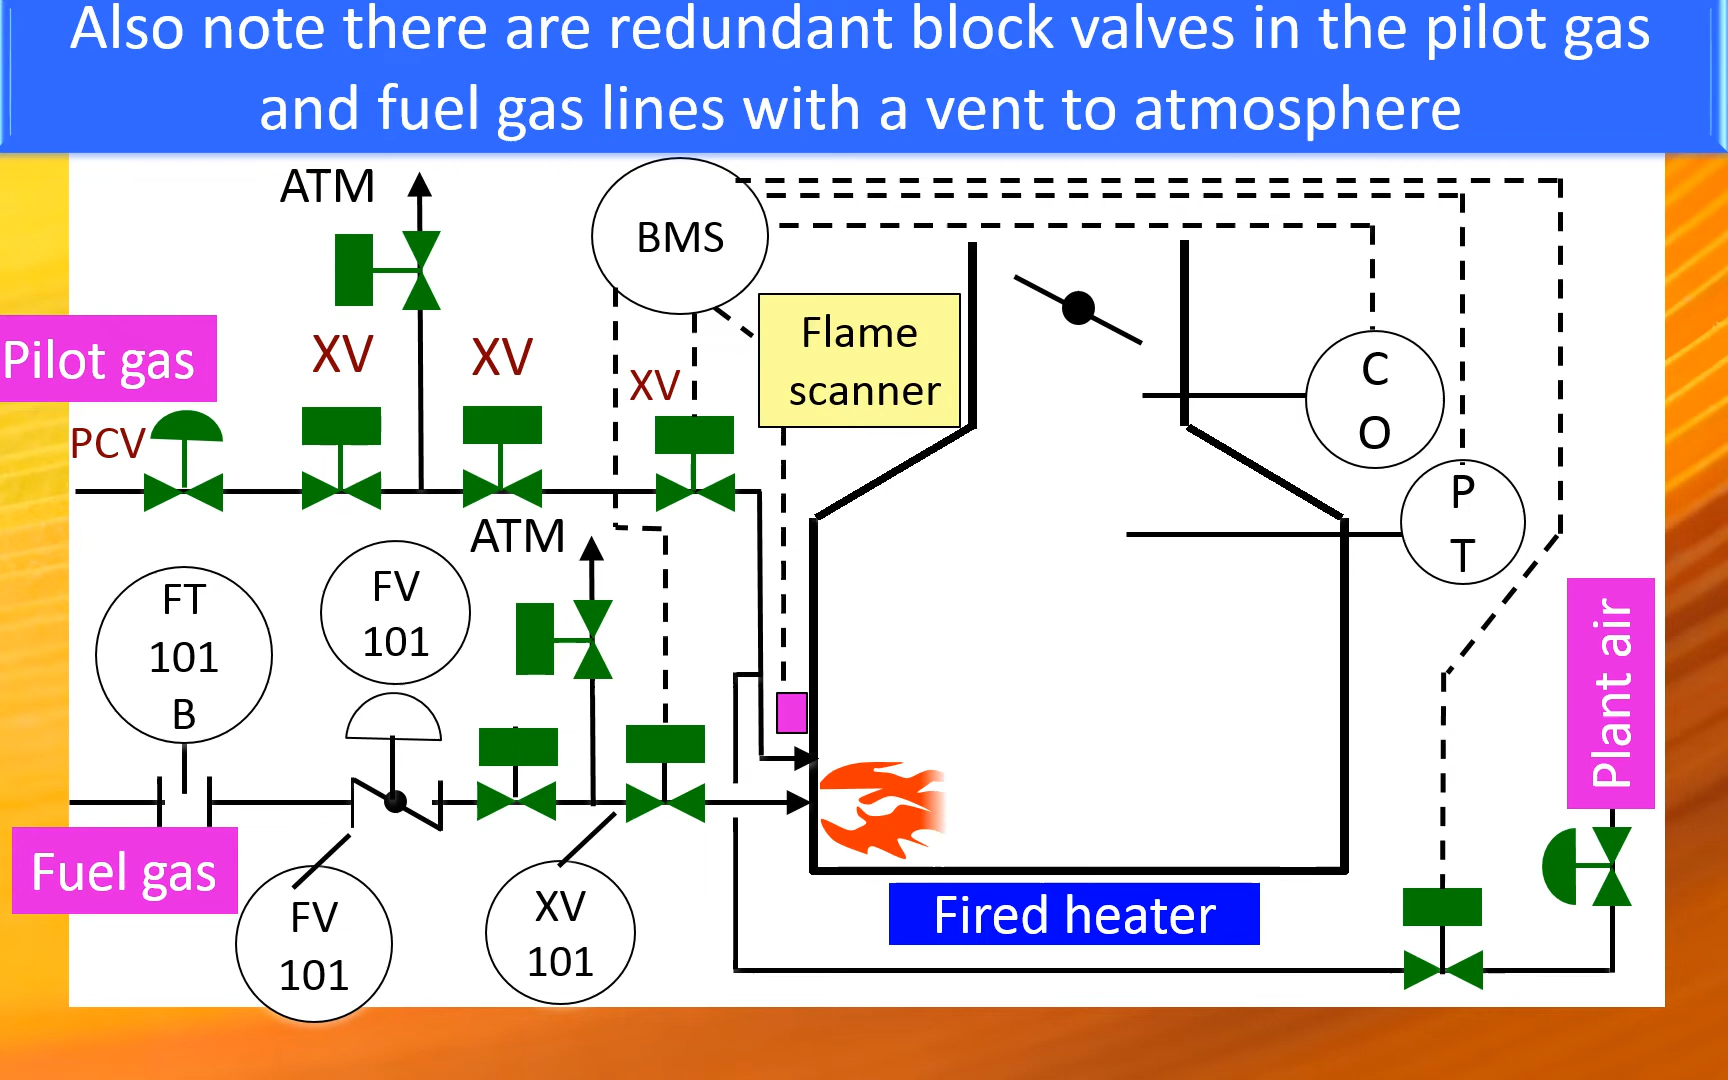 Also note there are redundant block valves in the pilot gas
and fuel gas lines with a vent to atmosphere
ATM
BMS
Flame
scanner
Pilot gas
XV
XV
XV
PCV
C
O
P
T
ATM
FT
101
B
FV
101
Plant air
Fuel gas
FV
101
XV
101
Fired heater